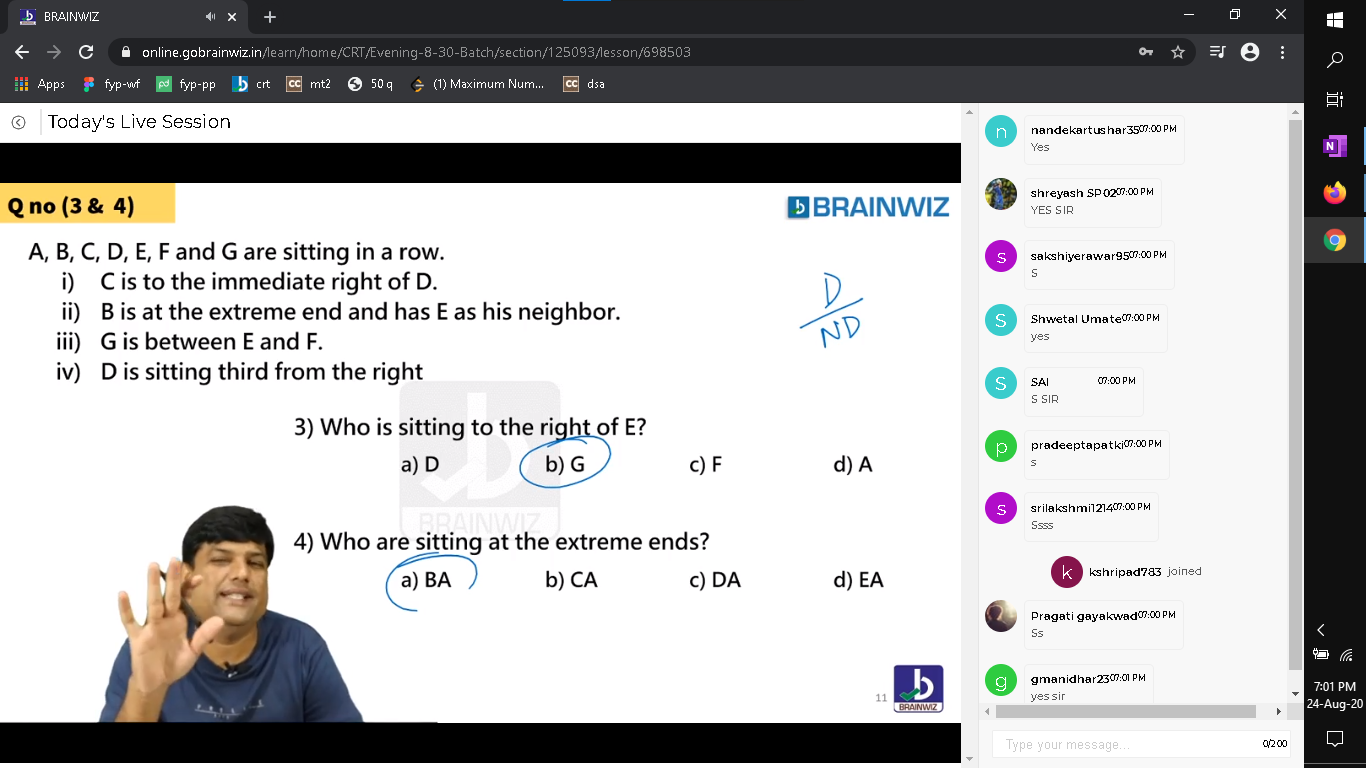 BRAINWIZ
online.gobrainwiz.in/learn/home/CRT/Evening-8-30-Batch/section/125093/lesson/698503
Apps fyp-wf fyp-pp crt mt2 50 q (1) Maximum Num... dsa
Today's Live Session
Q no (3 & 4)
BRAINWIZ
A, B, C, D, E, F and G are sitting in a row.
i) C is to the immediate right of D.
ii) B is at the extreme end and has E as his neighbor.
iii) G is between E and F.
iv) D is sitting third from the right
D
ND
3) Who is sitting to the right of E?
a) D b) G c) F d) A
BRAINWIZ
4) Who are sitting at the extreme ends?
a) BA b) CA c) DA d) EA
11
BRAINWIZ
n nandekartushar35 07:00 PM
Yes
shreyash SP02 07:00 PM
YES SIR
s sakshiyerawar95 07:00 PM
S
S Shwetal Umate 07:00 PM
yes
S SAI 07:00 PM
S SIR
p pradeeptapatki 07:00 PM
s
s srilakshmi1214 07:00 PM
Ssss
k kshripad783 joined
Pragati gayakwad 07:00 PM
Ss
g gmanidhar23 07:01 PM
yes sir
Type your message... 0/200
N
7:01 PM
24-Aug-20